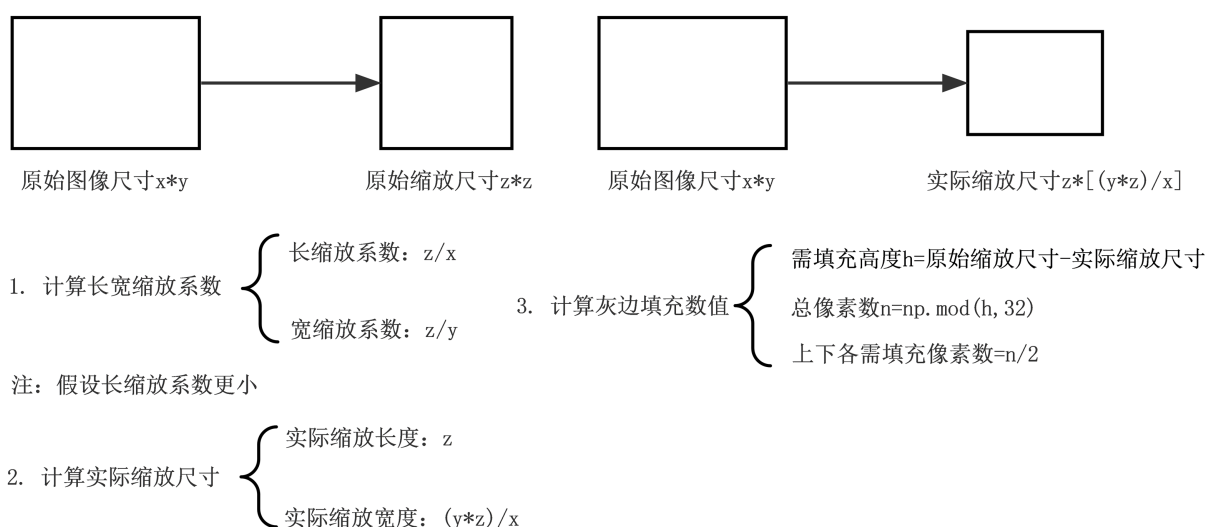 原始图像尺寸x*y
原始缩放尺寸z*z
原始图像尺寸x*y
实际缩放尺寸z*[(y*z)/x]
1. 计算长宽缩放系数
长缩放系数：z/x
宽缩放系数：z/y
注：假设长缩放系数更小
2. 计算实际缩放尺寸
实际缩放长度：z
实际缩放宽度：(y*z)/x
3. 计算灰边填充数值
需填充高度h=原始缩放尺寸-实际缩放尺寸
总像素数n=np.mod(h,32)
上下各需填充像素数=n/2